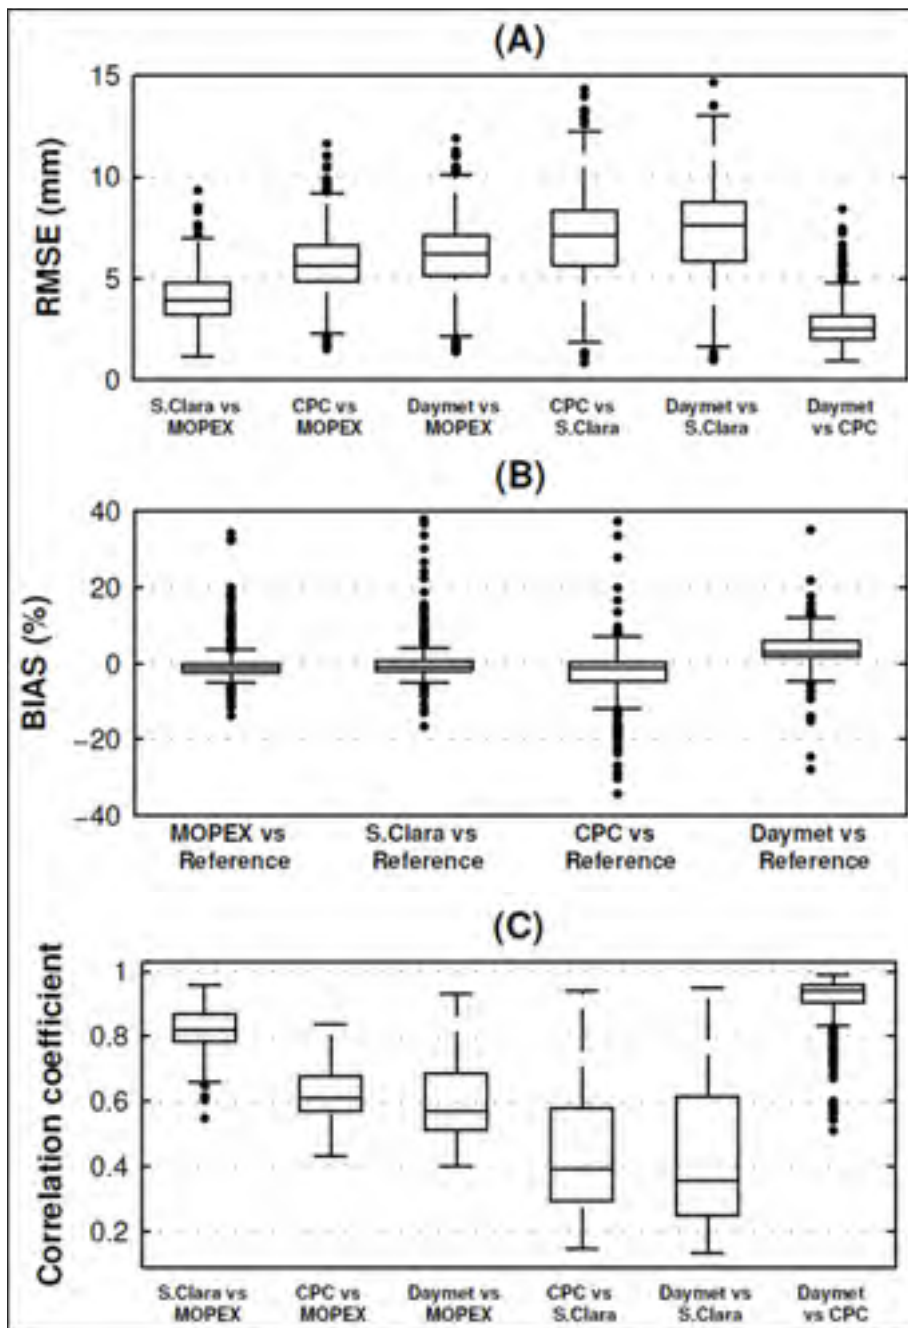 (A)
RMSE (mm)
15
10
5
0
S.Clara vs MOPEX
CPC vs MOPEX
Daymet vs MOPEX
CPC vs S.Clara
Daymet vs S.Clara
Daymet vs CPC
(B)
BIAS (%)
40
20
0
−20
−40
MOPEX vs Reference
S.Clara vs Reference
CPC vs Reference
Daymet vs Reference
(C)
Correlation coefficient
1
0.8
0.6
0.4
0.2
S.Clara vs MOPEX
CPC vs MOPEX
Daymet vs MOPEX
CPC vs S.Clara
Daymet vs S.Clara
Daymet vs CPC